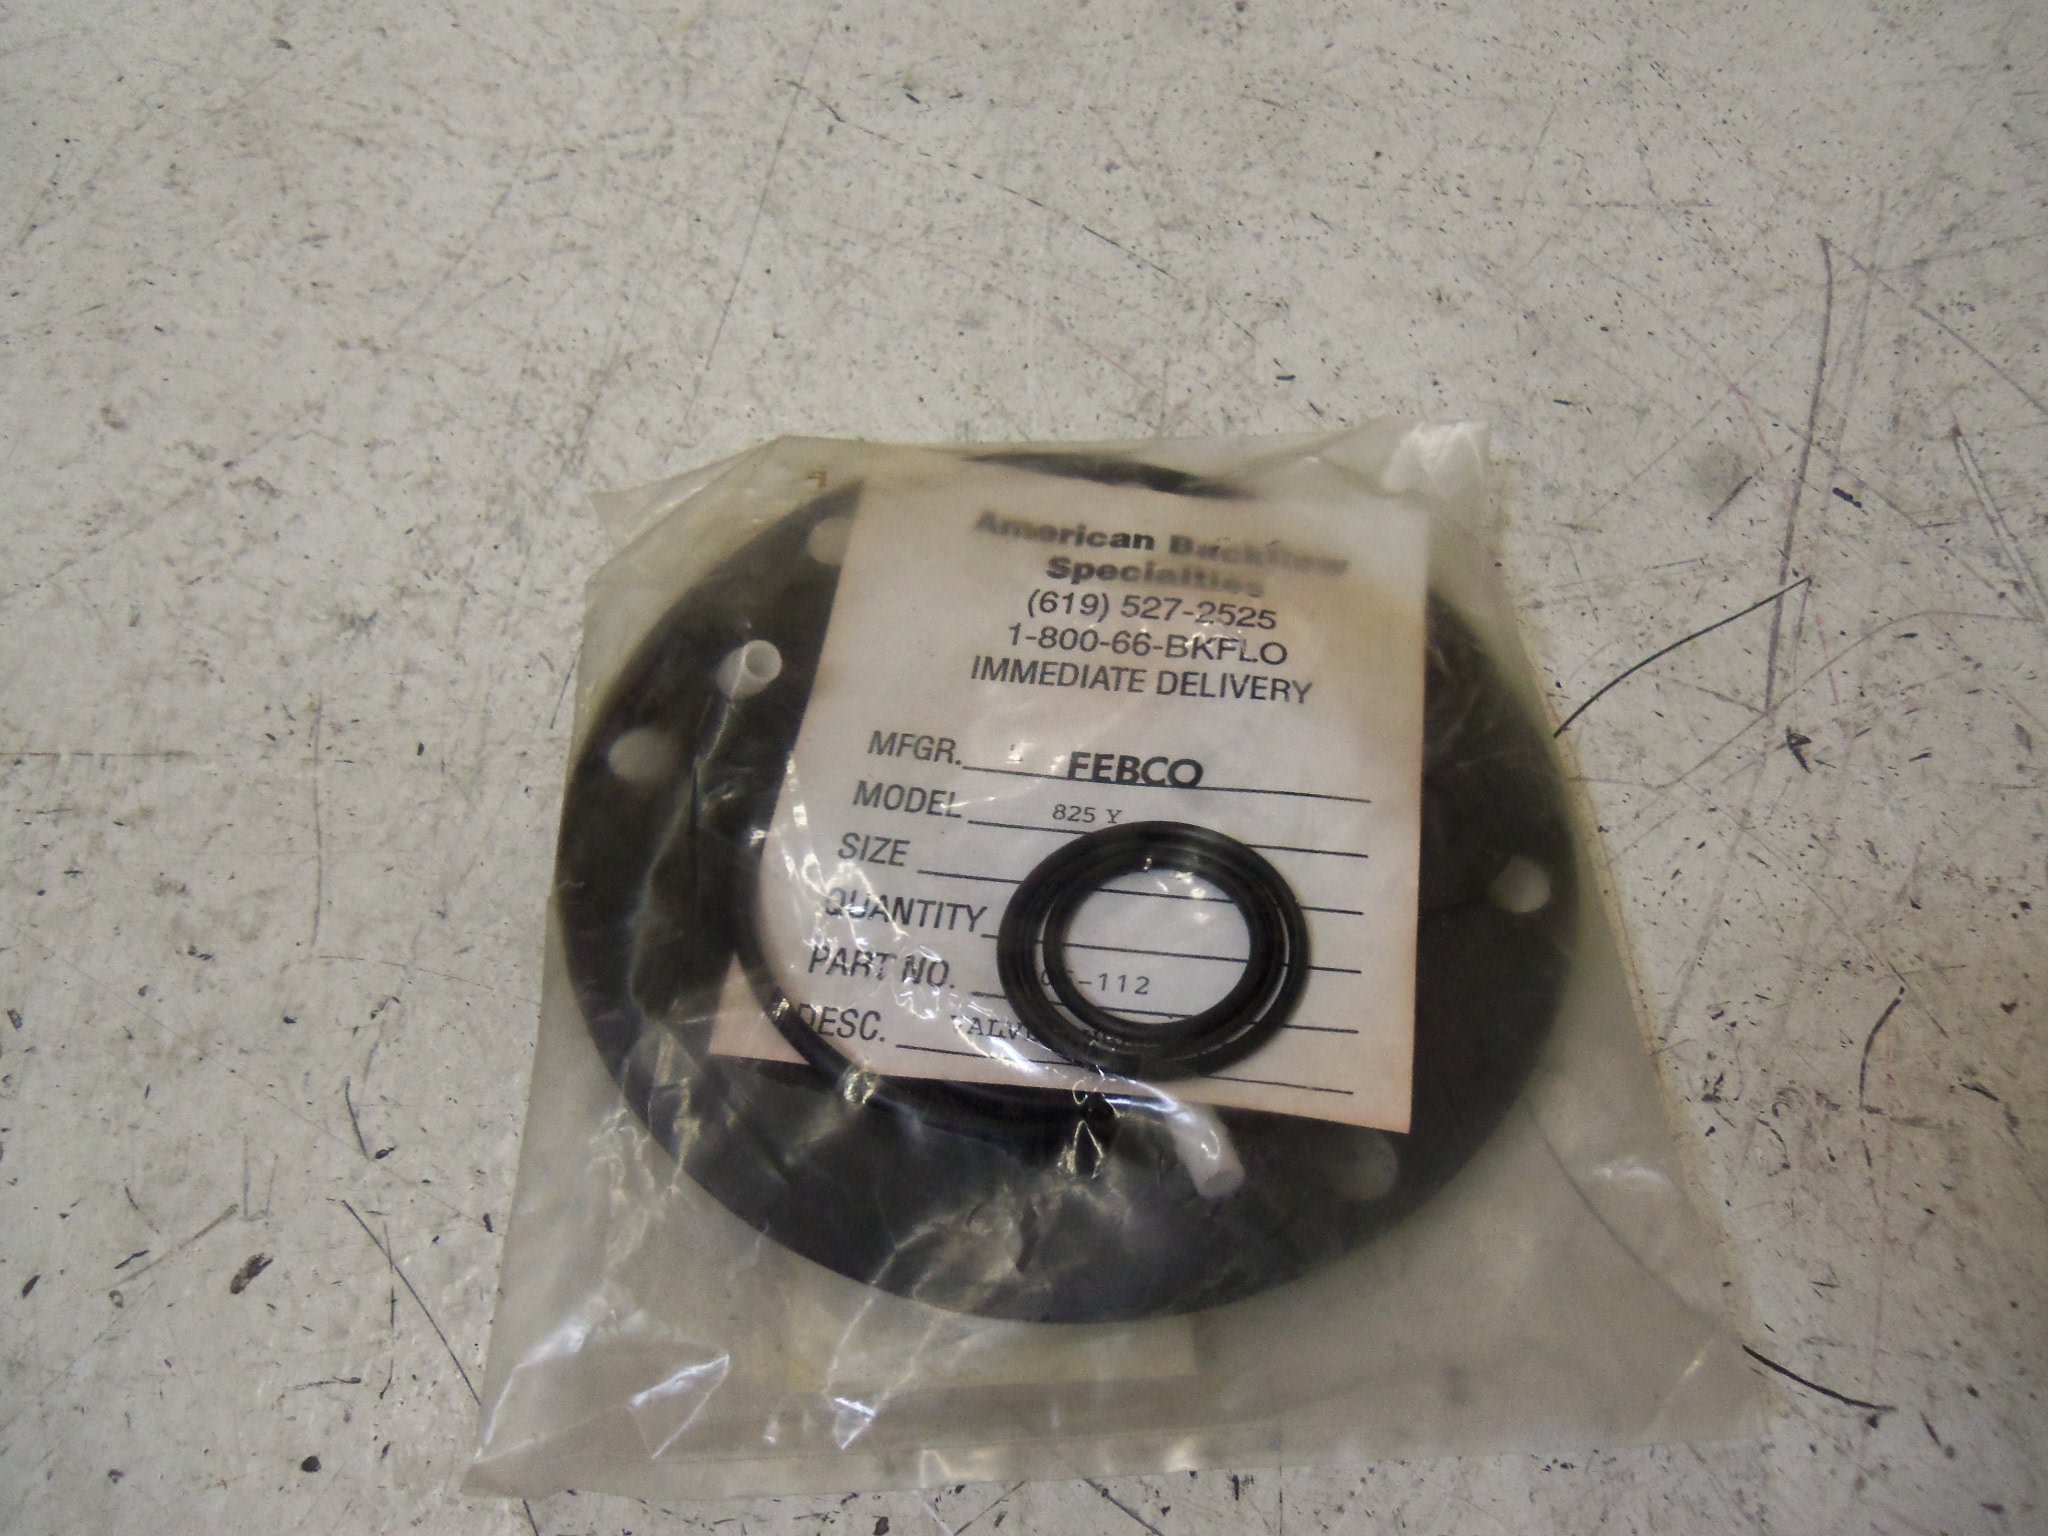 American Backflow
Specialties
(619) 527-2525
1-800-66-BKFLO
IMMEDIATE DELIVERY
MFGR. FEBCO
MODEL 825 Y
SIZE
QUANTITY
PART NO. -112
DESC.